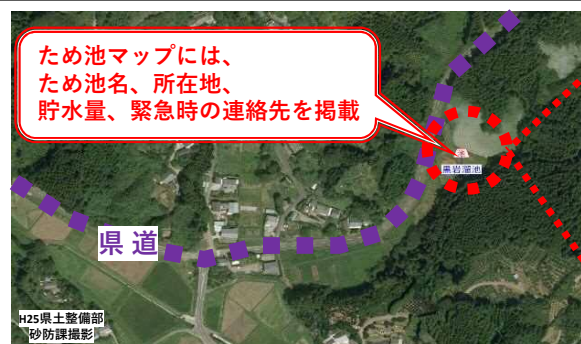 ため池マップには、
ため池名、所在地、
貯水量、緊急時の連絡先を掲載
黒岩溜池
県道
H25県土整備部
砂防課撮影